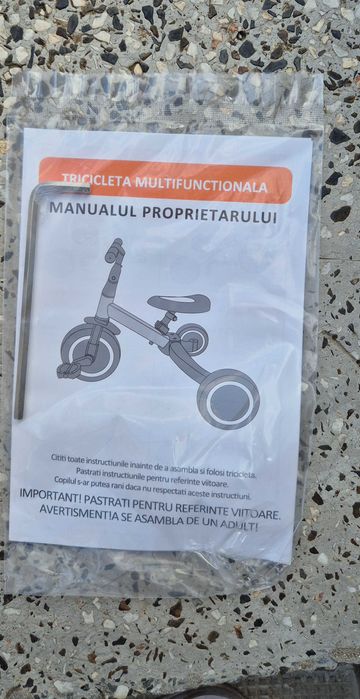 TRICICLETA MULTIFUNCTIONALA
MANUALUL PROPRIETARULUI
Cititi toate instructiunile inainte de a asambla si folosi tricicleta.
Pastrati instructiunile pentru referinte viitoare.
Copilul s-ar putea rani daca nu respectati aceste instructiuni.
IMPORTANT! PASTRATI PENTRU REFERINTE VIITOARE.
AVERTISMENT!A SE ASAMBLA DE UN ADULT!